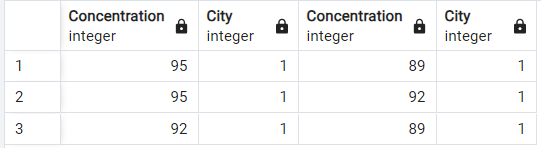 Concentration City Concentration City
integer integer integer integer
1 95 1 89 1
2 95 1 92 1
3 92 1 89 1